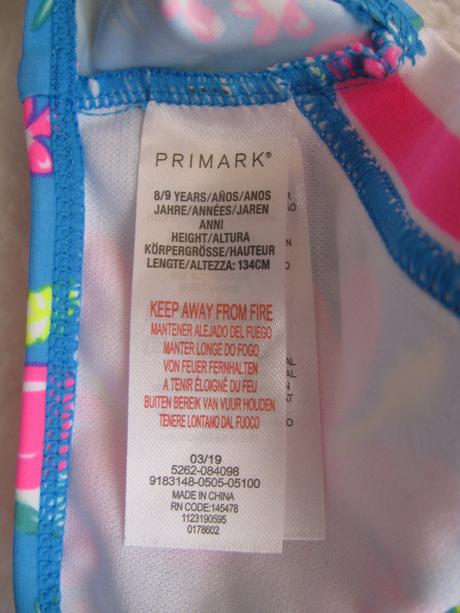 PRIMARK®
8/9 YEARS/AÑOS/ANOS
JAHRE/ANNÉES/JAREN
ANNI
HEIGHT/ALTURA
KÖRPERGRÖSSE/HAUTEUR
LENGTE/ALTEZZA: 134CM
KEEP AWAY FROM FIRE
MANTENER ALEJADO DEL FUEGO
MANTER LONGE DO FOGO
VON FEUER FERNHALTEN
A TENIR ÉLOIGNÉ DU FEU
BUITEN BEREIK VAN VUUR HOUDEN
TENERE LONTANO DAL FUOCO
03/19
5262-084098
9183148-0505-05100
MADE IN CHINA
RN CODE:145478
1123190595
0178602